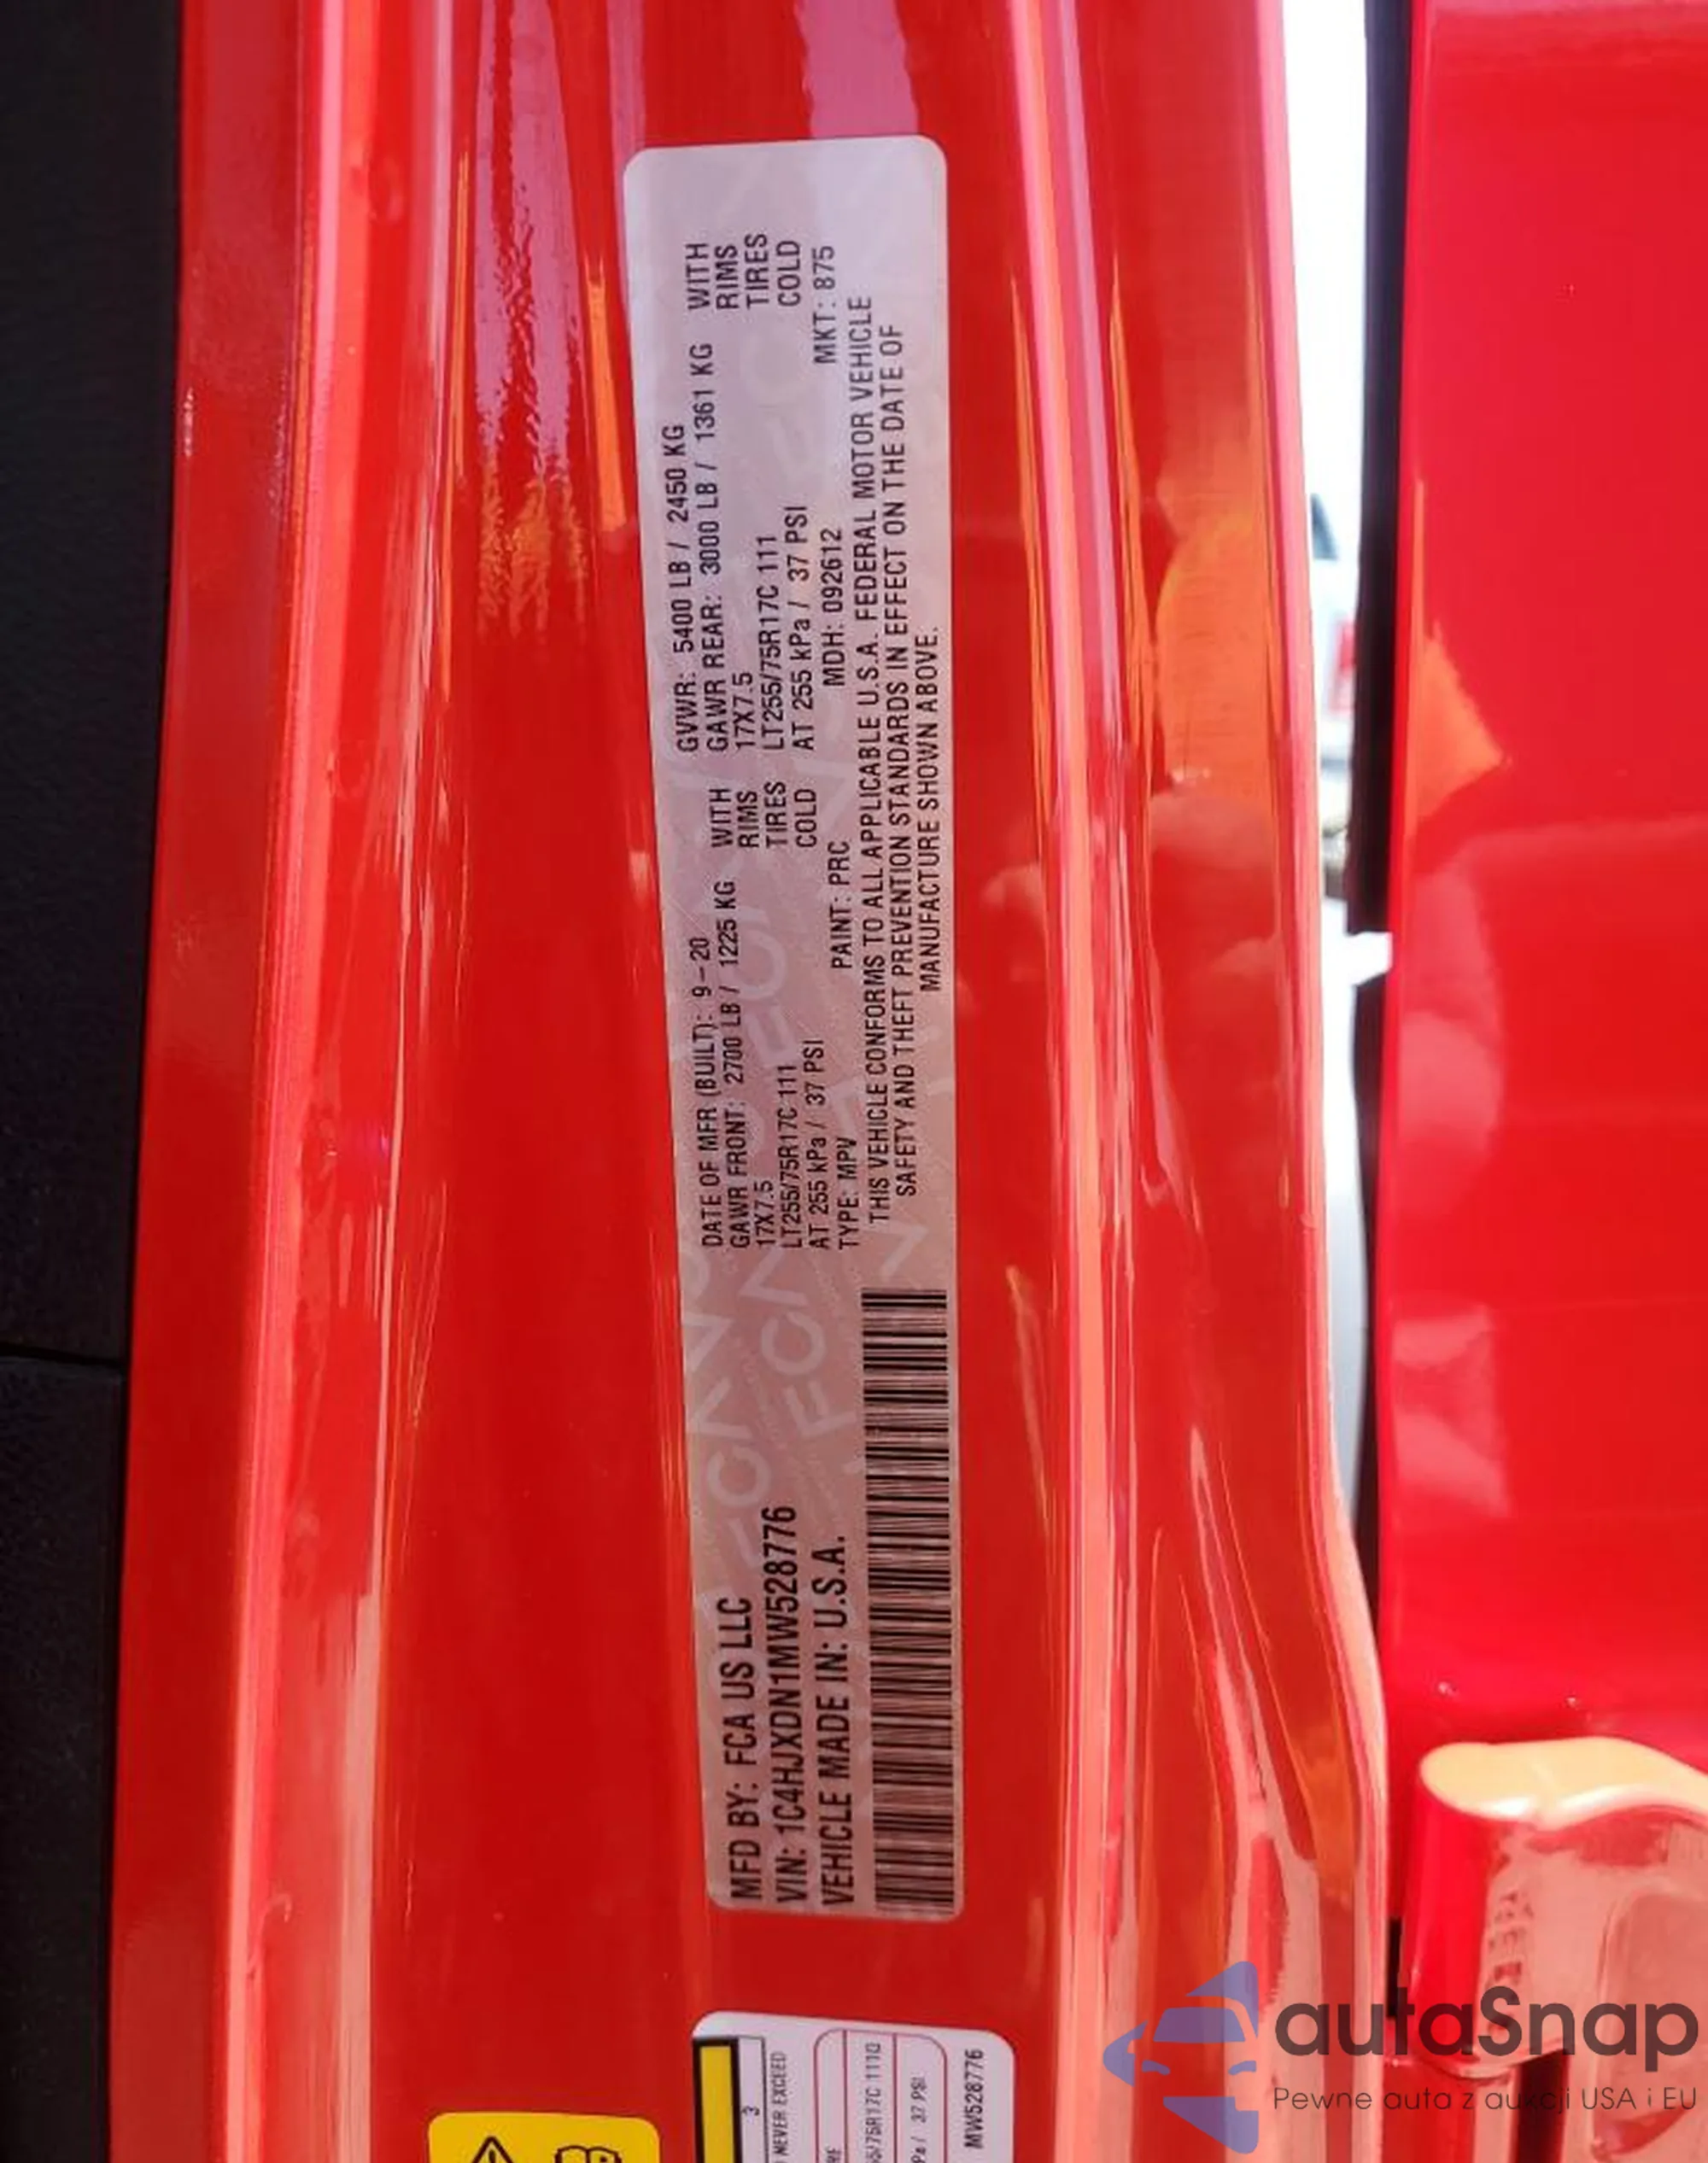 MFD BY: FCA US LLC
VIN: 1C4HJXDN1MW528776
VEHICLE MADE IN: U.S.A.
DATE OF MFR (BUILT): 9-20
GVWR: 5400 LB / 2450 KG
GAWR FRONT: 2700 LB / 1225 KG WITH
GAWR REAR: 3000 LB / 1361 KG WITH
17X7.5 RIMS
17X7.5 RIMS
LT255/75R17C 111 TIRES
LT255/75R17C 111 TIRES
AT 255 kPa / 37 PSI COLD
AT 255 kPa / 37 PSI COLD
TYPE: MPV PAINT: PRC MDH: 092612 MKT: 875
THIS VEHICLE CONFORMS TO ALL APPLICABLE U.S.A. FEDERAL MOTOR VEHICLE
SAFETY AND THEFT PREVENTION STANDARDS IN EFFECT ON THE DATE OF
MANUFACTURE SHOWN ABOVE.
3
NEVER EXCEED
/75R17C 111Q
/ 37 PSI
MW528776
autaSnap
Pewne auta z aukcji USA i EU